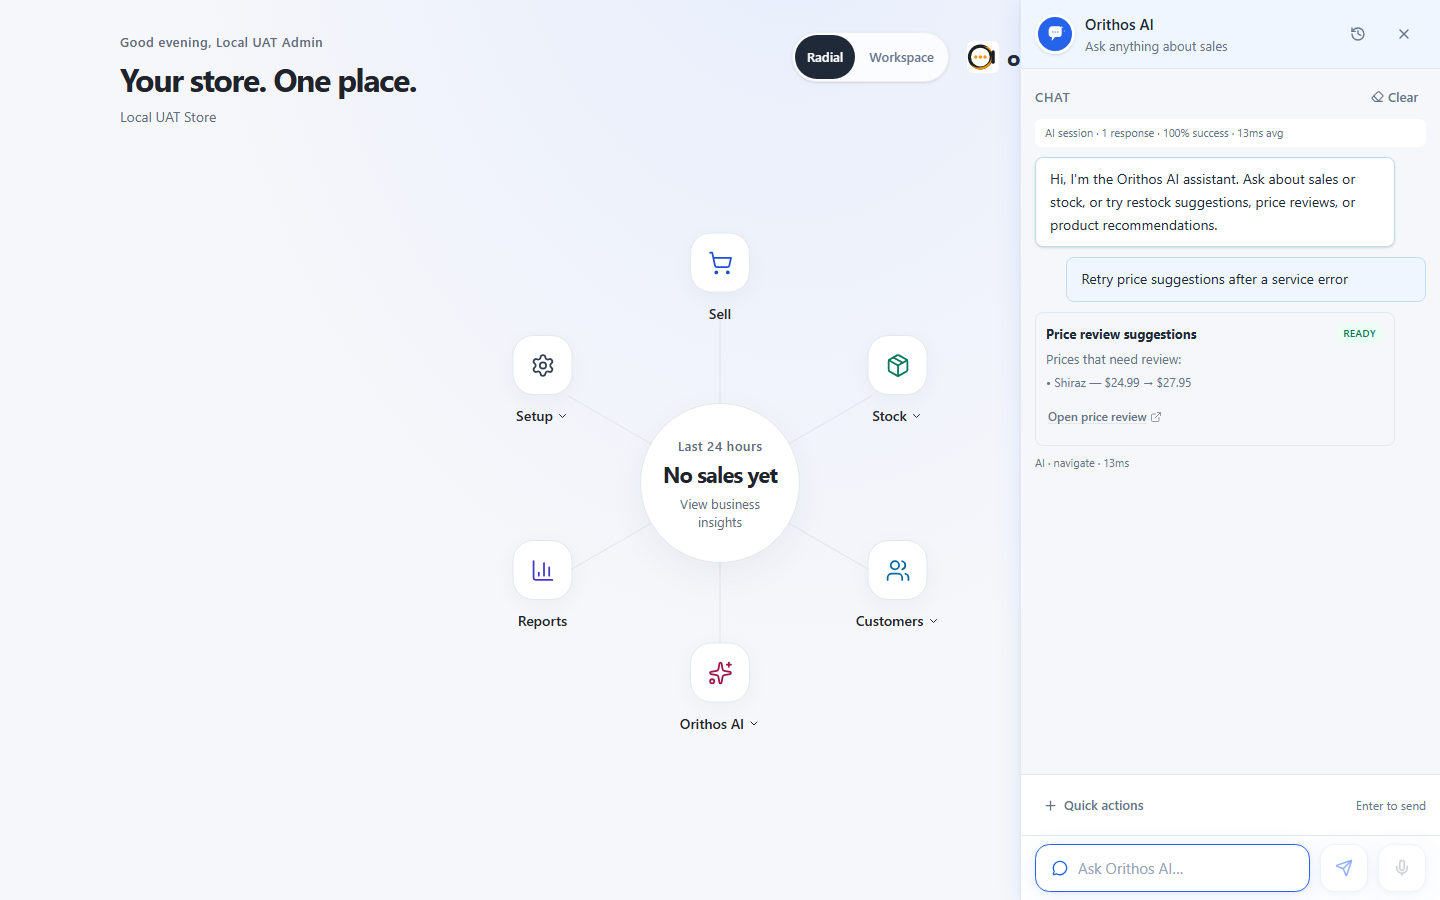 Good evening, Local UAT Admin
Your store. One place.
Local UAT Store
Radial
Workspace
Sell
Setup
Stock
Last 24 hours
No sales yet
View business
insights
Reports
Customers
Orithos AI
Orithos AI
Ask anything about sales
CHAT
Clear
AI session · 1 response · 100% success · 13ms avg
Hi, I'm the Orithos AI assistant. Ask about sales or
stock, or try restock suggestions, price reviews, or
product recommendations.
Retry price suggestions after a service error
Price review suggestions
READY
Prices that need review:
• Shiraz — $24.99 → $27.95
Open price review
AI · navigate · 13ms
Quick actions
Enter to send
Ask Orithos AI...